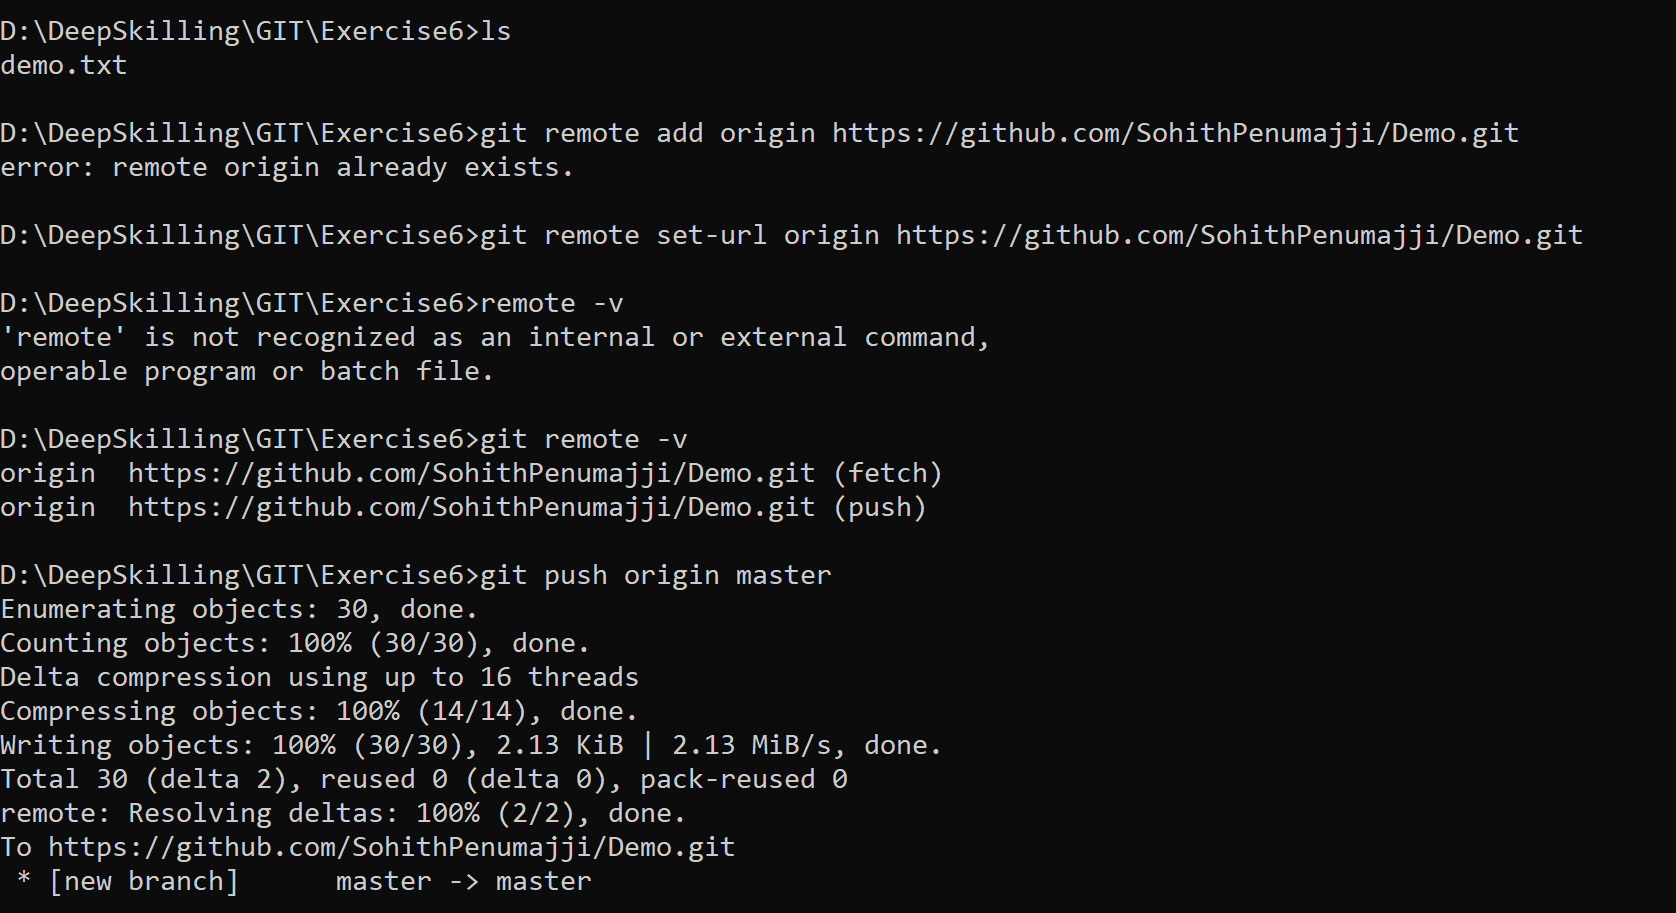 D:\DeepSkilling\GIT\Exercise6>ls
demo.txt
D:\DeepSkilling\GIT\Exercise6>git remote add origin https://github.com/SohithPenumajji/Demo.git
error: remote origin already exists.
D:\DeepSkilling\GIT\Exercise6>git remote set-url origin https://github.com/SohithPenumajji/Demo.git
D:\DeepSkilling\GIT\Exercise6>remote -v
'remote' is not recognized as an internal or external command,
operable program or batch file.
D:\DeepSkilling\GIT\Exercise6>git remote -v
origin  https://github.com/SohithPenumajji/Demo.git (fetch)
origin  https://github.com/SohithPenumajji/Demo.git (push)
D:\DeepSkilling\GIT\Exercise6>git push origin master
Enumerating objects: 30, done.
Counting objects: 100% (30/30), done.
Delta compression using up to 16 threads
Compressing objects: 100% (14/14), done.
Writing objects: 100% (30/30), 2.13 KiB | 2.13 MiB/s, done.
Total 30 (delta 2), reused 0 (delta 0), pack-reused 0
remote: Resolving deltas: 100% (2/2), done.
To https://github.com/SohithPenumajji/Demo.git
 * [new branch]      master -> master